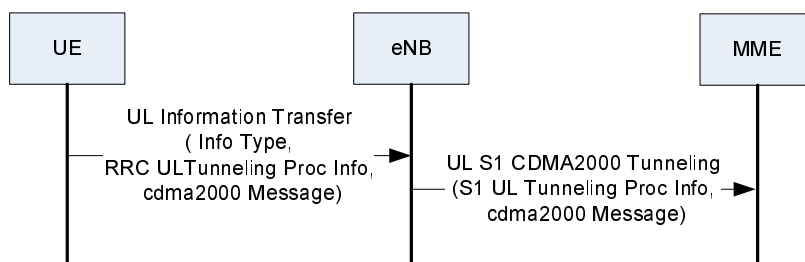 UE
eNB
MME
UL Information Transfer
( Info Type,
RRC ULTunneling Proc Info,
cdma2000 Message)
UL S1 CDMA2000 Tunneling
(S1 UL Tunneling Proc Info,
cdma2000 Message)